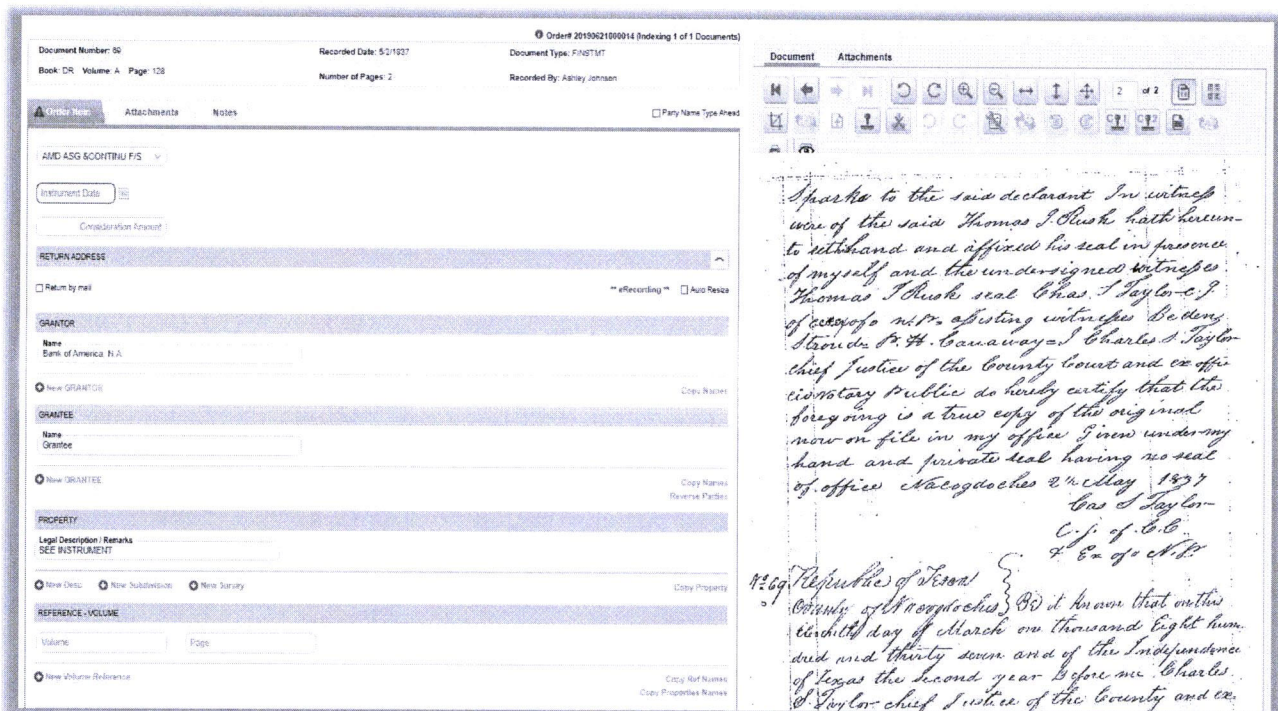 Order# 20190621000014 (Indexing 1 of 1 Documents)
Document Number: 69
Recorded Date: 5/2/1837
Document Type: FINSTMT
Book: DR Volume: A Page: 128
Number of Pages: 2
Recorded By: Ashley Johnson
Order Item
Attachments
Notes
Party Name Type Ahead
AMD ASG &CONTINU F/S
Instrument Date
Consideration Amount
RETURN ADDRESS
Return by mail
** eRecording **
Auto Resize
GRANTOR
Name
Bank of America N A
New GRANTOR
Copy Names
GRANTEE
Name
Grantee
New GRANTEE
Copy Names
Reverse Parties
PROPERTY
Legal Description / Remarks
SEE INSTRUMENT
New Desc
New Subdivision
New Survey
Copy Property
REFERENCE - VOLUME
Volume
Page
New Volume Reference
Copy Ref Names
Copy Properties Names
Document
Attachments
2 of 2
Sparks to the said declarant In witness
were of the said Thomas J. Rusk hath hereun-
to set hand and affixed his seal in presence
of myself and the undersigned witnesses
Thomas J Rusk seal Chas. S Taylor C. J.
of assisting witnesses
chief Justice of the County Court and ex offi
cio Notary Public do hereby certify that the
foregoing is a true copy of the original
now on file in my office Given under my
hand and private seal having no seal
of office Nacogdoches May 1837
S Taylor
C. J. of C. C.
& Ex ofo N. P.
No 69 Republic of Texas
County of Nacogdoches } Be it Known that on this
day of March one thousand Eight hun
dred and thirty seven and of the Independence
of Texas the second year Before me Charles
S. Taylor chief Justice of the County and ex